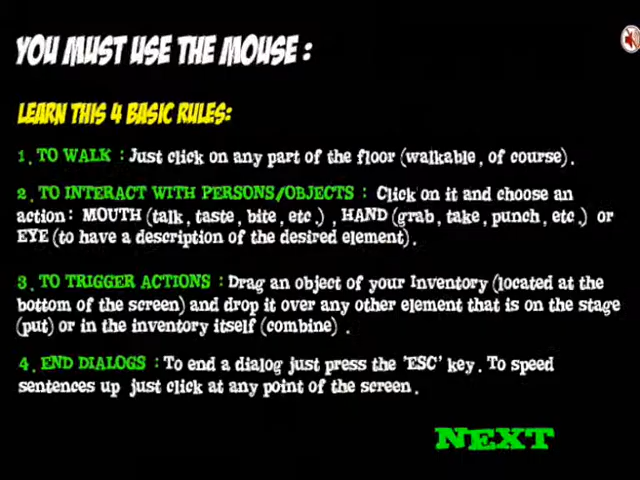 YOU MUST USE THE MOUSE :
LEARN THIS 4 BASIC RULES:
1. TO WALK : Just click on any part of the floor (walkable, of course).
2. TO INTERACT WITH PERSONS/OBJECTS : Click on it and choose an
action: MOUTH (talk, taste, bite, etc.) , HAND (grab, take, punch, etc.) or
EYE (to have a description of the desired element).
3. TO TRIGGER ACTIONS : Drag an object of your Inventory (located at the
bottom of the screen) and drop it over any other element that is on the stage
(put) or in the inventory itself (combine) .
4. END DIALOGS : To end a dialog just press the 'ESC' key. To speed
sentences up just click at any point of the screen.
NEXT